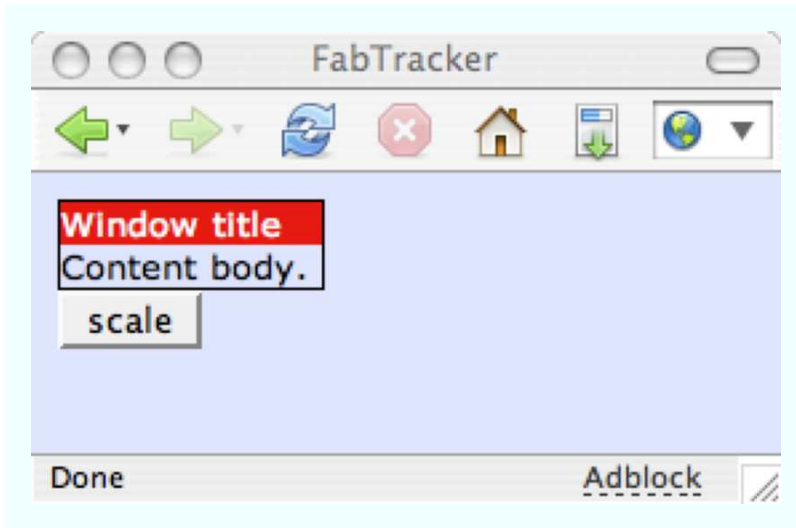 FabTracker
Window title
Content body.
scale
Done Adblock